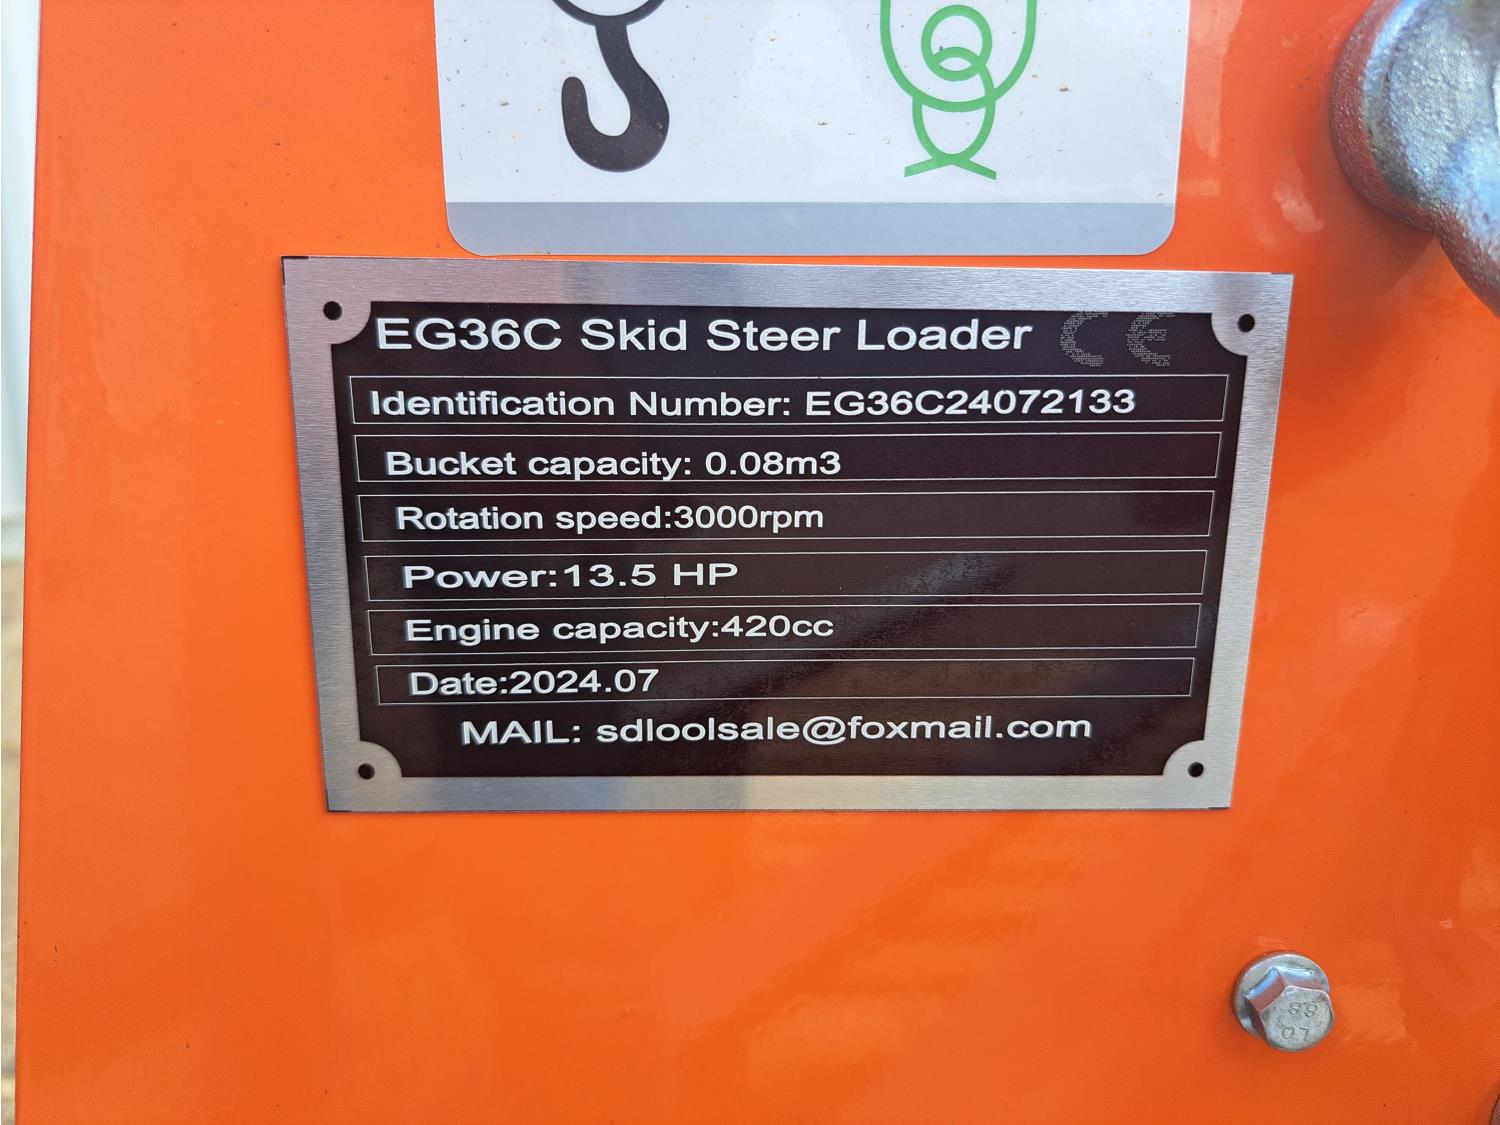 EG36C Skid Steer Loader CE
Identification Number: EG36C24072133
Bucket capacity: 0.08m3
Rotation speed:3000rpm
Power:13.5 HP
Engine capacity:420cc
Date:2024.07
MAIL: sdloolsale@foxmail.com